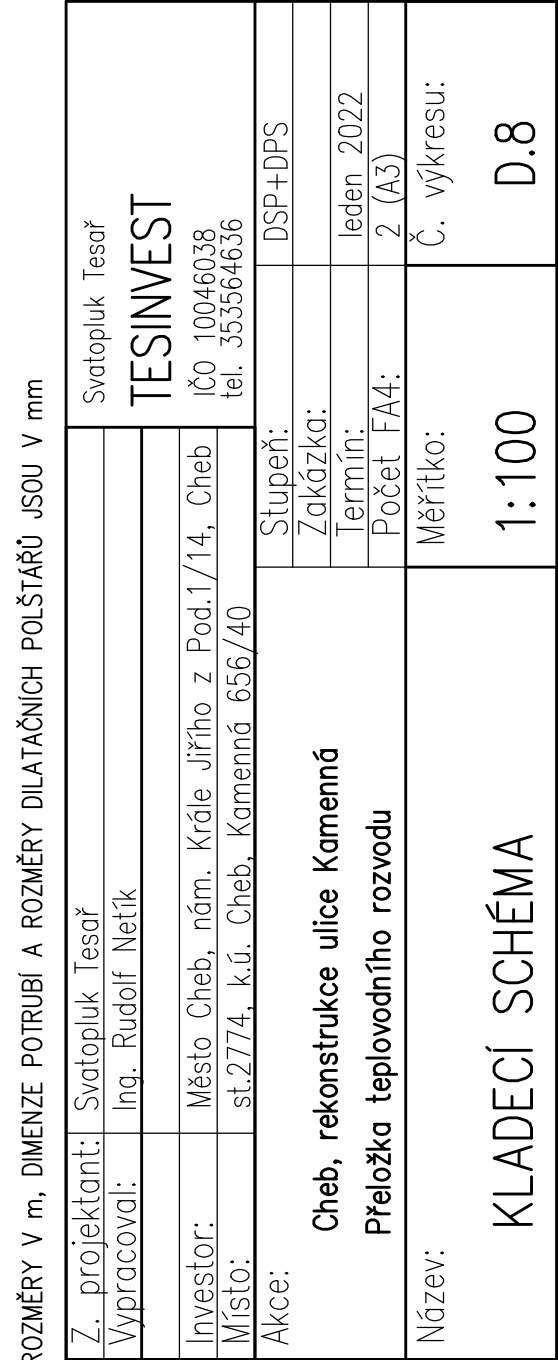 ROZMĚRY V m, DIMENZE POTRUBÍ A ROZMĚRY DILATAČNÍCH POLŠTÁŘŮ JSOU V mm
Z. projektant: Svatopluk Tesař
Vypracoval: Ing. Rudolf Netík
Svatopluk Tesař
TESINVEST
IČO 10046038
tel. 353564636
Investor: Město Cheb, nám. Krále Jiřího z Pod.1/14, Cheb
Místo: st.2774, k.ú. Cheb, Kamenná 656/40
Akce:
Cheb, rekonstrukce ulice Kamenná
Přeložka teplovodního rozvodu
Stupeň: DSP+DPS
Zakázka:
Termín: leden 2022
Počet FA4: 2 (A3)
Název:
KLADECÍ SCHÉMA
Měřítko:
1:100
Č. výkresu:
D.8